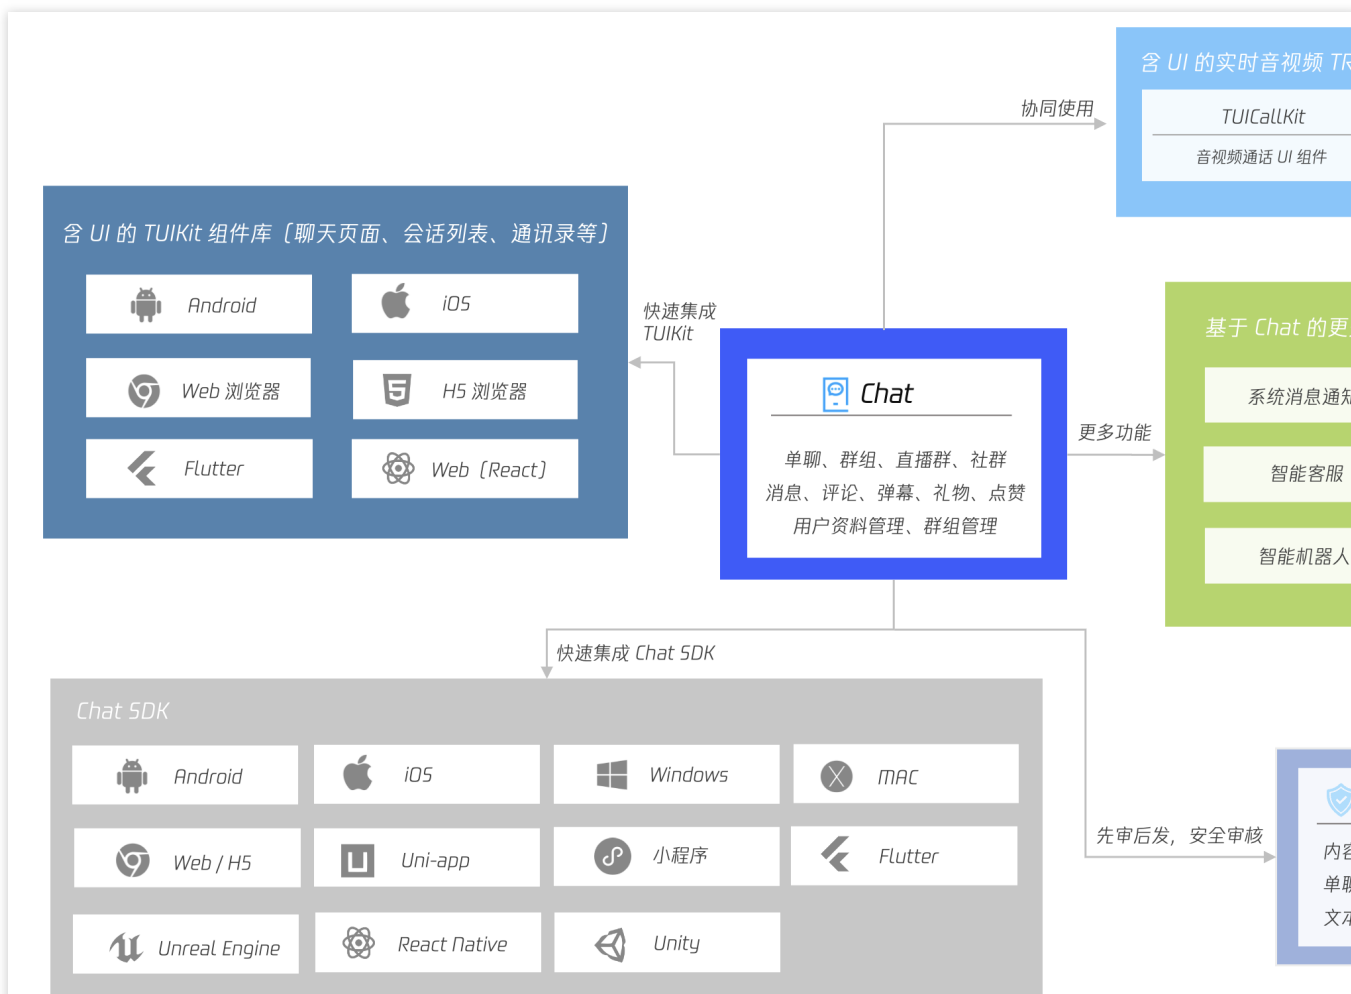 含 UI 的实时音视频 TR
协同使用
TUICallKit
音视频通话 UI 组件
含 UI 的 TUIKit 组件库（聊天页面、会话列表、通讯录等）
Android
iOS
Web 浏览器
H5 浏览器
Flutter
Web（React）
快速集成
TUIKit
Chat
单聊、群组、直播群、社群
消息、评论、弹幕、礼物、点赞
用户资料管理、群组管理
更多功能
基于 Chat 的更
系统消息通知
智能客服
智能机器人
快速集成 Chat SDK
Chat SDK
Android
iOS
Windows
MAC
Web / H5
Uni-app
小程序
Flutter
Unreal Engine
React Native
Unity
先审后发，安全审核
内容
单聊
文本